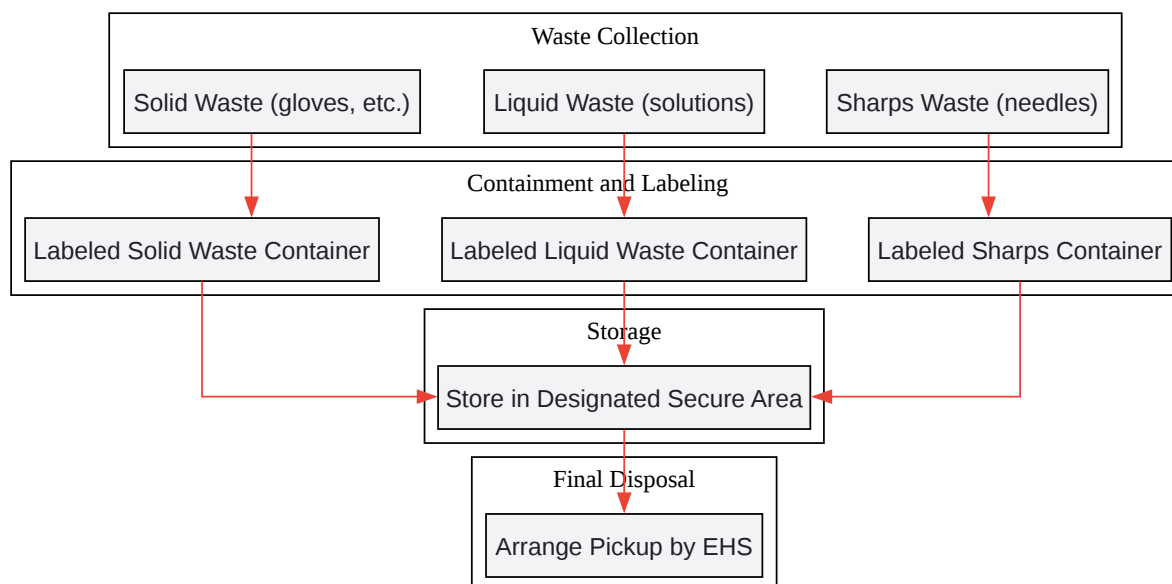 Waste Collection
Solid Waste (gloves, etc.)
Liquid Waste (solutions)
Sharps Waste (needles)
Containment and Labeling
Labeled Solid Waste Container
Labeled Liquid Waste Container
Labeled Sharps Container
Storage
Store in Designated Secure Area
Final Disposal
Arrange Pickup by EHS